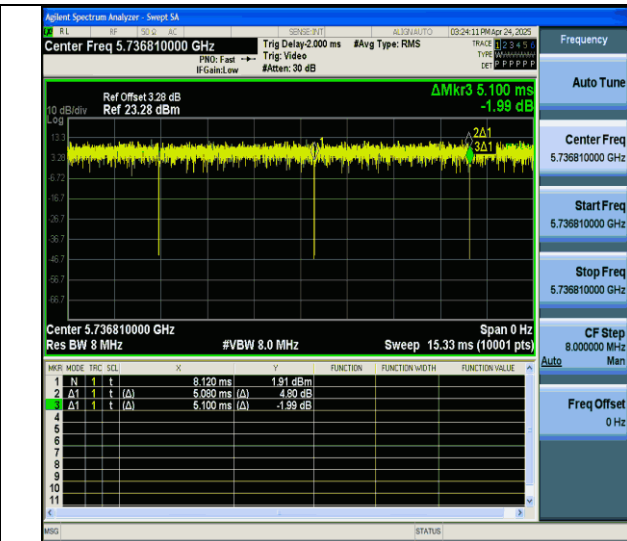 Agilent Spectrum Analyzer - Swept SA
RL RF 50 Ω AC SENSE:INT ALIGNAUTO 03:24:11 PM Apr 24, 2025
Center Freq 5.736810000 GHz Trig Delay-2.000 ms #Avg Type: RMS TRACE 1 2 3 4 5 6 Frequency
PNO: Fast Trig: Video TYPE
IFGain:Low #Atten: 30 dB DET P P P P P P
Auto Tune
ΔMkr3 5.100 ms
Ref Offset 3.28 dB -1.99 dB
10 dB/div Ref 23.28 dBm
Log
13.3
3.28
-6.72
-16.7
-26.7
-36.7
-46.7
-56.7
-66.7
1
2Δ1
3Δ1
Center Freq
5.736810000 GHz
Start Freq
5.736810000 GHz
Stop Freq
5.736810000 GHz
Center 5.736810000 GHz Span 0 Hz
Res BW 8 MHz #VBW 8.0 MHz Sweep 15.33 ms (10001 pts)
CF Step
8.000000 MHz
Auto Man
MKR MODE TRC SCL X Y FUNCTION FUNCTION WIDTH FUNCTION VALUE
1 N 1 t 8.120 ms 1.91 dBm
2 Δ1 1 t (Δ) 5.080 ms (Δ) 4.80 dB
3 Δ1 1 t (Δ) 5.100 ms (Δ) -1.99 dB
4
5
6
7
8
9
10
11
Freq Offset
0 Hz
MSG STATUS